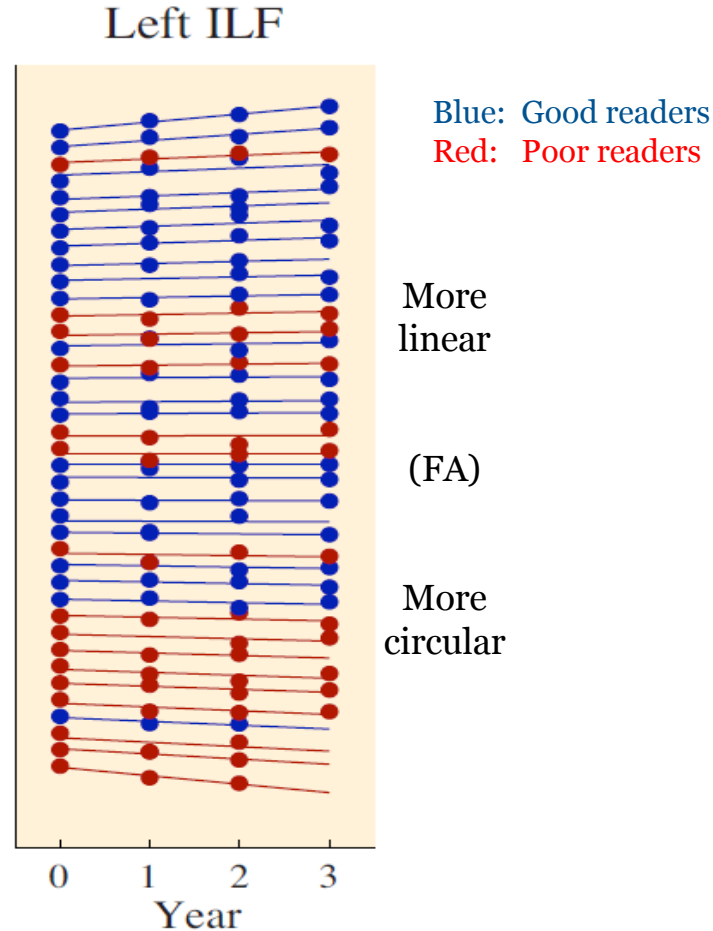 Left ILF
Blue: Good readers
Red: Poor readers
More
linear
(FA)
More
circular
0 1 2 3
Year